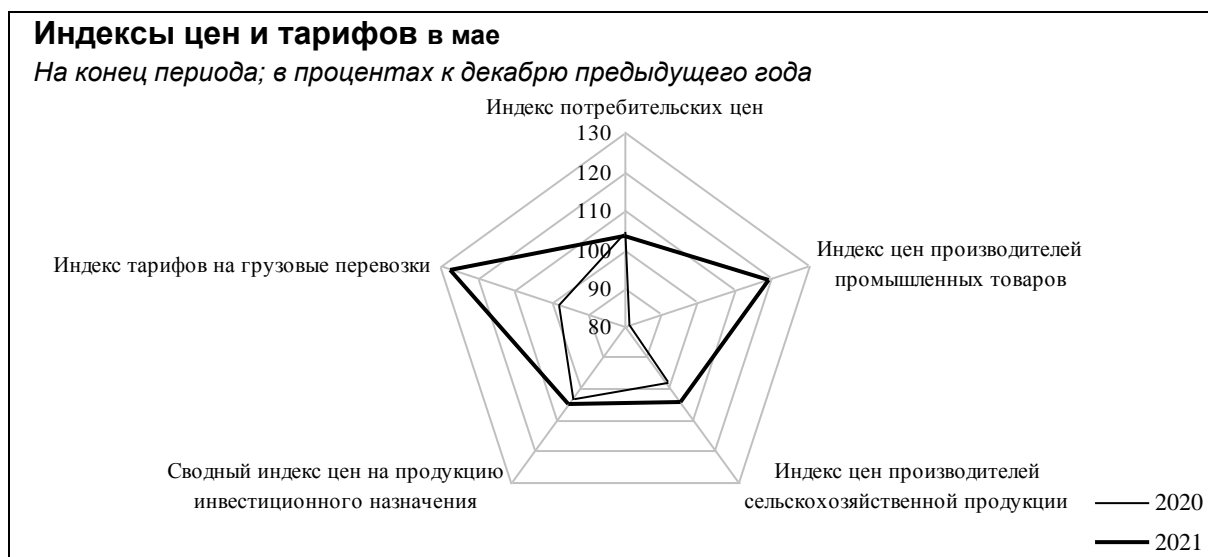 Индексы цен и тарифов в мае
На конец периода; в процентах к декабрю предыдущего года
Индекс потребительских цен
130
120
110
100
90
80
Индекс цен производителей
промышленных товаров
Индекс тарифов на грузовые перевозки
Сводный индекс цен на продукцию
инвестиционного назначения
Индекс цен производителей
сельскохозяйственной продукции
2020
2021